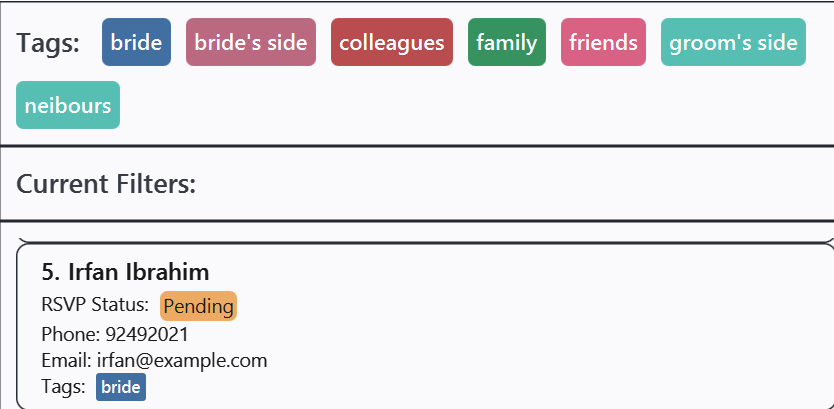 Tags: bride bride's side colleagues family friends groom's side
neibours
Current Filters:
5. Irfan Ibrahim
RSVP Status: Pending
Phone: 92492021
Email: irfan@example.com
Tags: bride